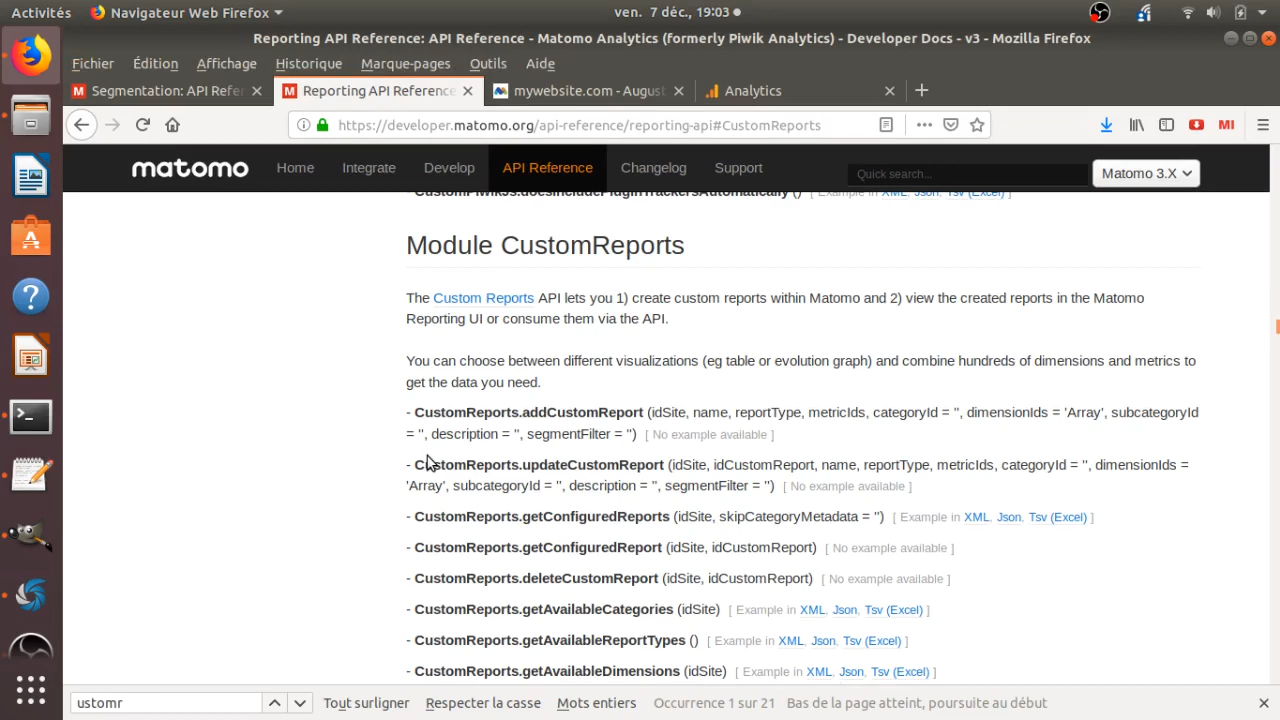 Activités Navigateur Web Firefox ven. 7 déc., 19:03
Reporting API Reference: API Reference - Matomo Analytics (formerly Piwik Analytics) - Developer Docs - v3 - Mozilla Firefox
Fichier Édition Affichage Historique Marque-pages Outils Aide
Segmentation: API Refer Reporting API Reference: mywebsite.com - August Analytics
https://developer.matomo.org/api-reference/reporting-api#CustomReports MI
matomo Home Integrate Develop API Reference Changelog Support Quick search... Matomo 3.X
- CustomPiwikJs.doesIncludePluginTrackersAutomatically () [ Example in XML, Json, Tsv (Excel) ]
Module CustomReports
The Custom Reports API lets you 1) create custom reports within Matomo and 2) view the created reports in the Matomo
Reporting UI or consume them via the API.
You can choose between different visualizations (eg table or evolution graph) and combine hundreds of dimensions and metrics to
get the data you need.
- CustomReports.addCustomReport (idSite, name, reportType, metricIds, categoryId = '', dimensionIds = 'Array', subcategoryId
= '', description = '', segmentFilter = '') [ No example available ]
- CustomReports.updateCustomReport (idSite, idCustomReport, name, reportType, metricIds, categoryId = '', dimensionIds =
'Array', subcategoryId = '', description = '', segmentFilter = '') [ No example available ]
- CustomReports.getConfiguredReports (idSite, skipCategoryMetadata = '') [ Example in XML, Json, Tsv (Excel) ]
- CustomReports.getConfiguredReport (idSite, idCustomReport) [ No example available ]
- CustomReports.deleteCustomReport (idSite, idCustomReport) [ No example available ]
- CustomReports.getAvailableCategories (idSite) [ Example in XML, Json, Tsv (Excel) ]
- CustomReports.getAvailableReportTypes () [ Example in XML, Json, Tsv (Excel) ]
- CustomReports.getAvailableDimensions (idSite) [ Example in XML, Json, Tsv (Excel) ]
ustomr Tout surligner Respecter la casse Mots entiers Occurrence 1 sur 21 Bas de la page atteint, poursuite au début